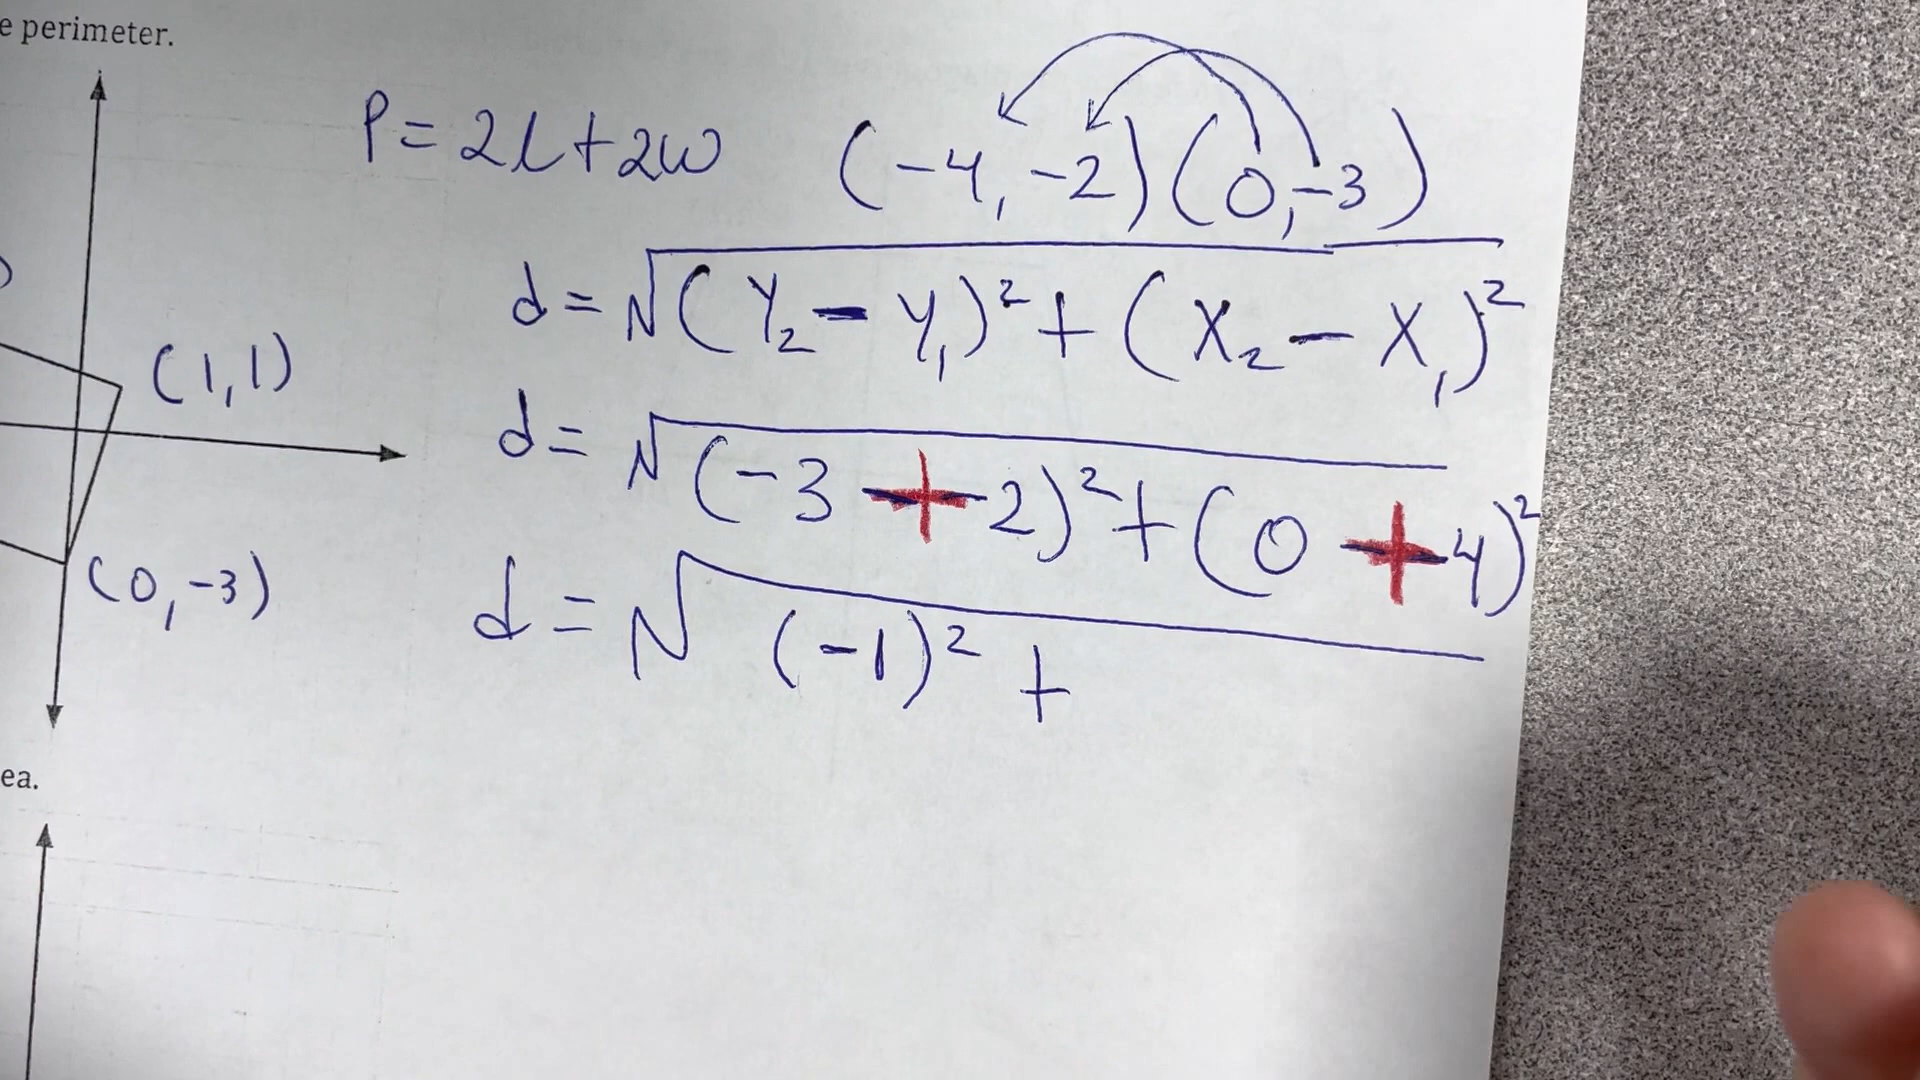 e perimeter.
P = 2l + 2w (-4, -2) (0, -3)
d = √(Y₂ - Y₁)² + (X₂ - X₁)²
(1, 1)
d = √(-3 + 2)² + (0 + 4)²
(0, -3)
d = √(-1)² +
ea.